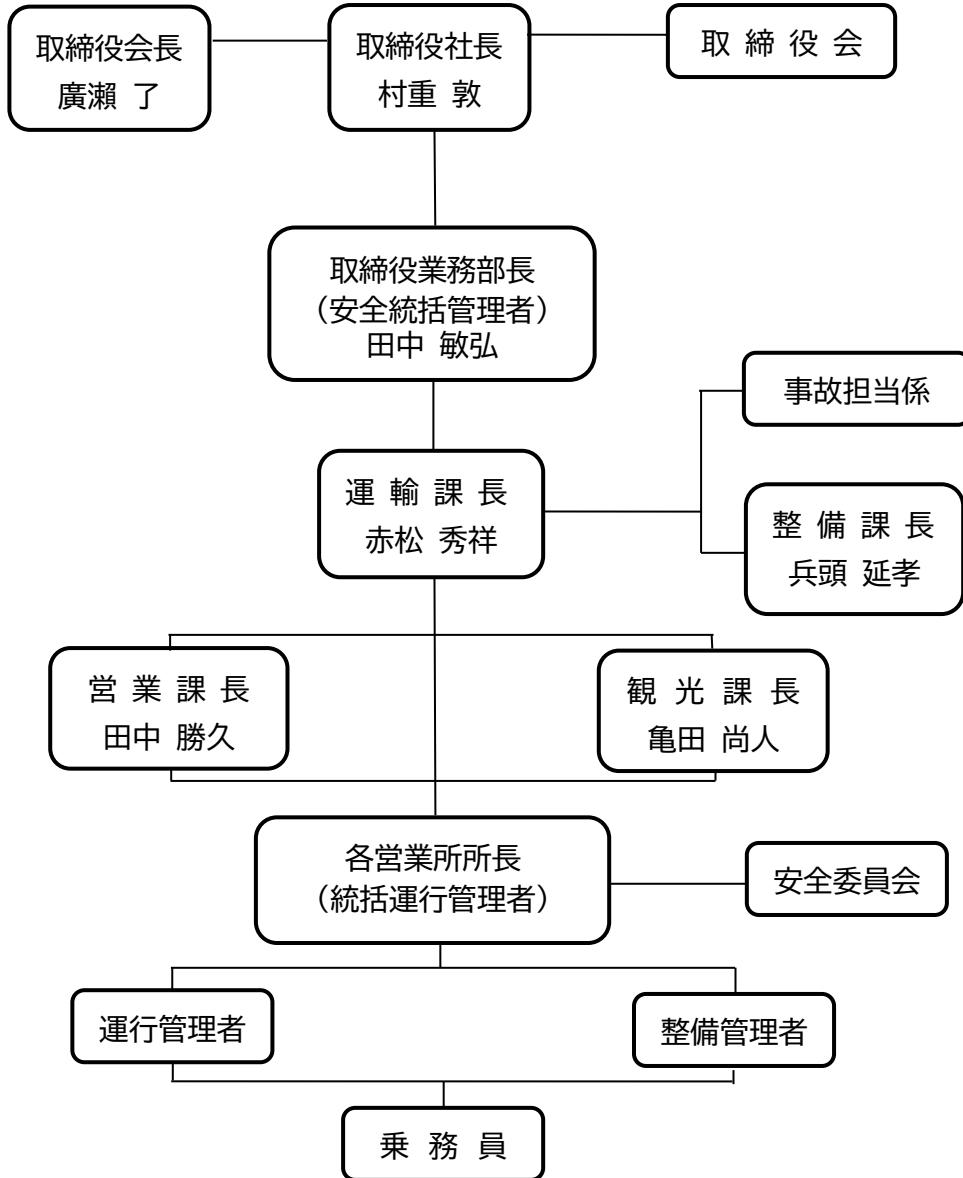 取締役会長
廣瀬 了
取締役社長
村重 敦
取 締 役 会
取締役業務部長
（安全統括管理者）
田中 敏弘
事故担当係
運 輸 課 長
赤松 秀祥
整 備 課 長
兵頭 延孝
営 業 課 長
田中 勝久
観 光 課 長
亀田 尚人
各営業所所長
（統括運行管理者）
安全委員会
運行管理者
整備管理者
乗 務 員